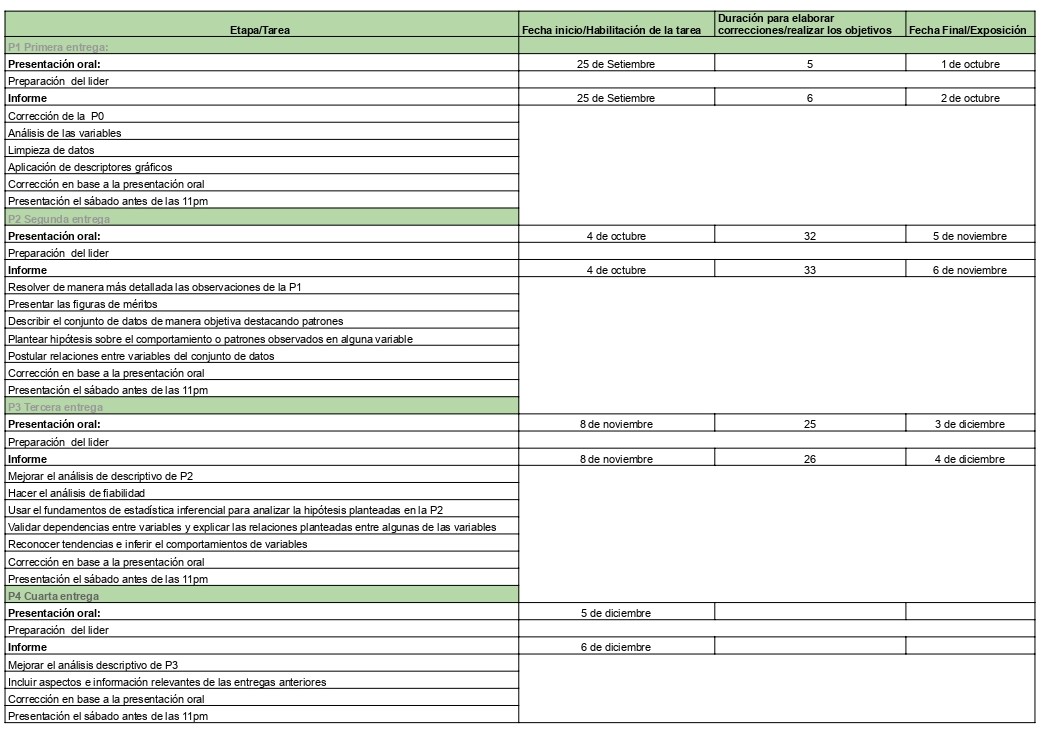 Etapa/Tarea Fecha inicio/Habilitación de la tarea Duración para elaborar correcciones/realizar los objetivos Fecha Final/Exposición
P1 Primera entrega:
Presentación oral: 25 de Setiembre 5 1 de octubre
Preparación del lider
Informe 25 de Setiembre 6 2 de octubre
Corrección de la P0
Análisis de las variables
Limpieza de datos
Aplicación de descriptores gráficos
Corrección en base a la presentación oral
Presentación el sábado antes de las 11pm
P2 Segunda entrega
Presentación oral: 4 de octubre 32 5 de noviembre
Preparación del lider
Informe 4 de octubre 33 6 de noviembre
Resolver de manera más detallada las observaciones de la P1
Presentar las figuras de méritos
Describir el conjunto de datos de manera objetiva destacando patrones
Plantear hipótesis sobre el comportamiento o patrones observados en alguna variable
Postular relaciones entre variables del conjunto de datos
Corrección en base a la presentación oral
Presentación el sábado antes de las 11pm
P3 Tercera entrega
Presentación oral: 8 de noviembre 25 3 de diciembre
Preparación del lider
Informe 8 de noviembre 26 4 de diciembre
Mejorar el análisis de descriptivo de P2
Hacer el análisis de fiabilidad
Usar el fundamentos de estadística inferencial para analizar la hipótesis planteadas en la P2
Validar dependencias entre variables y explicar las relaciones planteadas entre algunas de las variables
Reconocer tendencias e inferir el comportamientos de variables
Corrección en base a la presentación oral
Presentación el sábado antes de las 11pm
P4 Cuarta entrega
Presentación oral: 5 de diciembre
Preparación del lider
Informe 6 de diciembre
Mejorar el análisis descriptivo de P3
Incluir aspectos e información relevantes de las entregas anteriores
Corrección en base a la presentación oral
Presentación el sábado antes de las 11pm